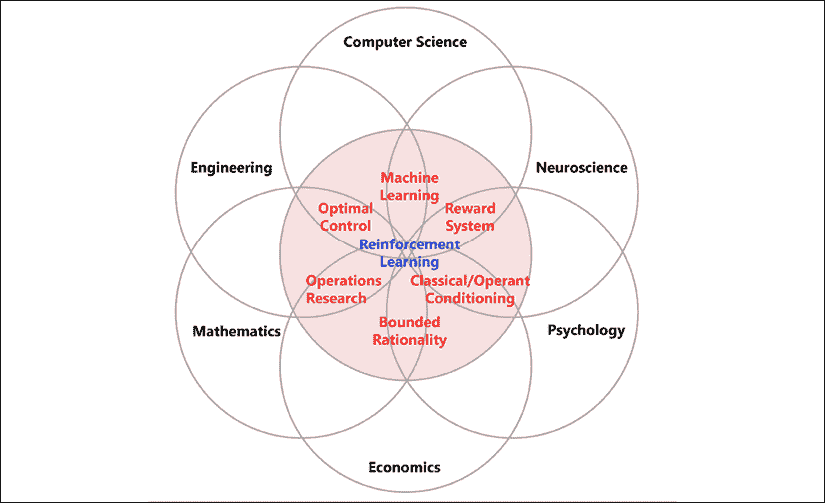 Computer Science
Engineering
Neuroscience
Machine
Learning
Optimal
Control
Reward
System
Reinforcement
Learning
Operations
Research
Classical/Operant
Conditioning
Bounded
Rationality
Mathematics
Psychology
Economics